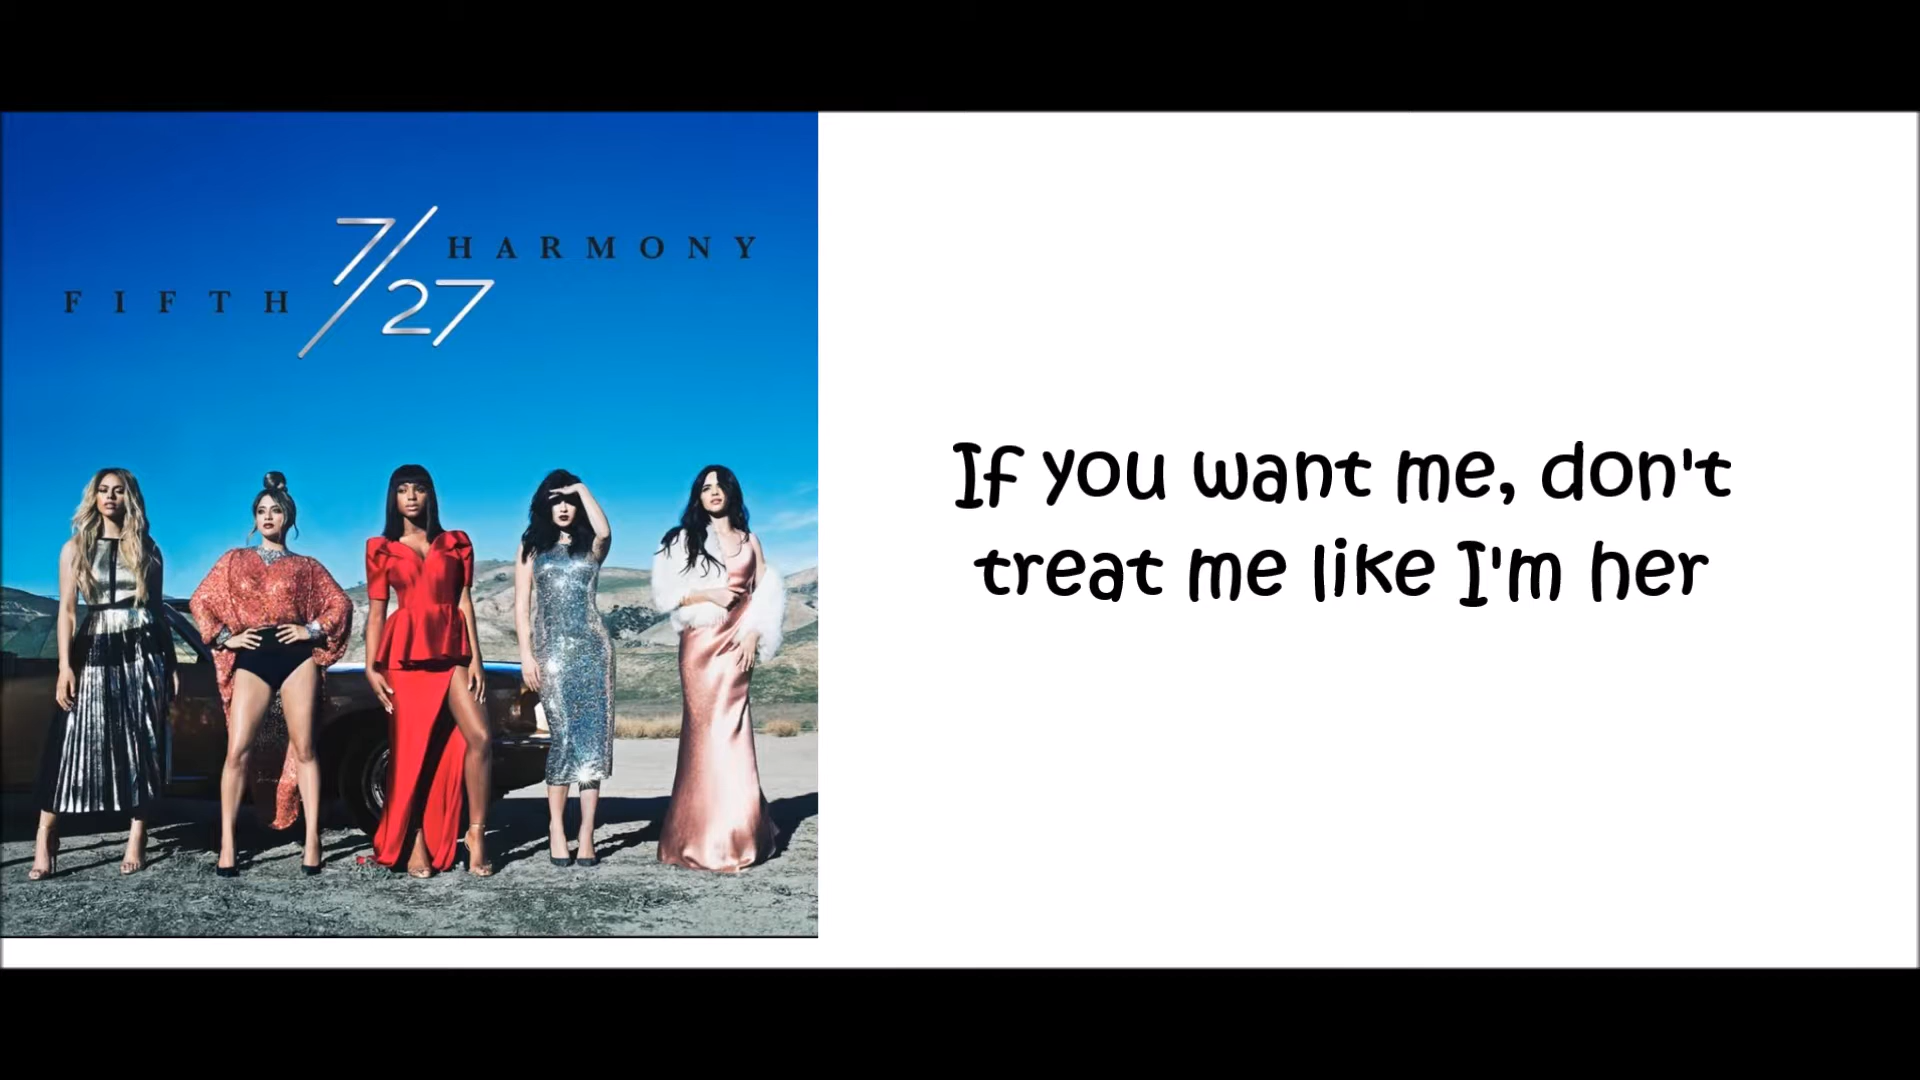 7/27
HARMONY
FIFTH
If you want me, don't
treat me like I'm her